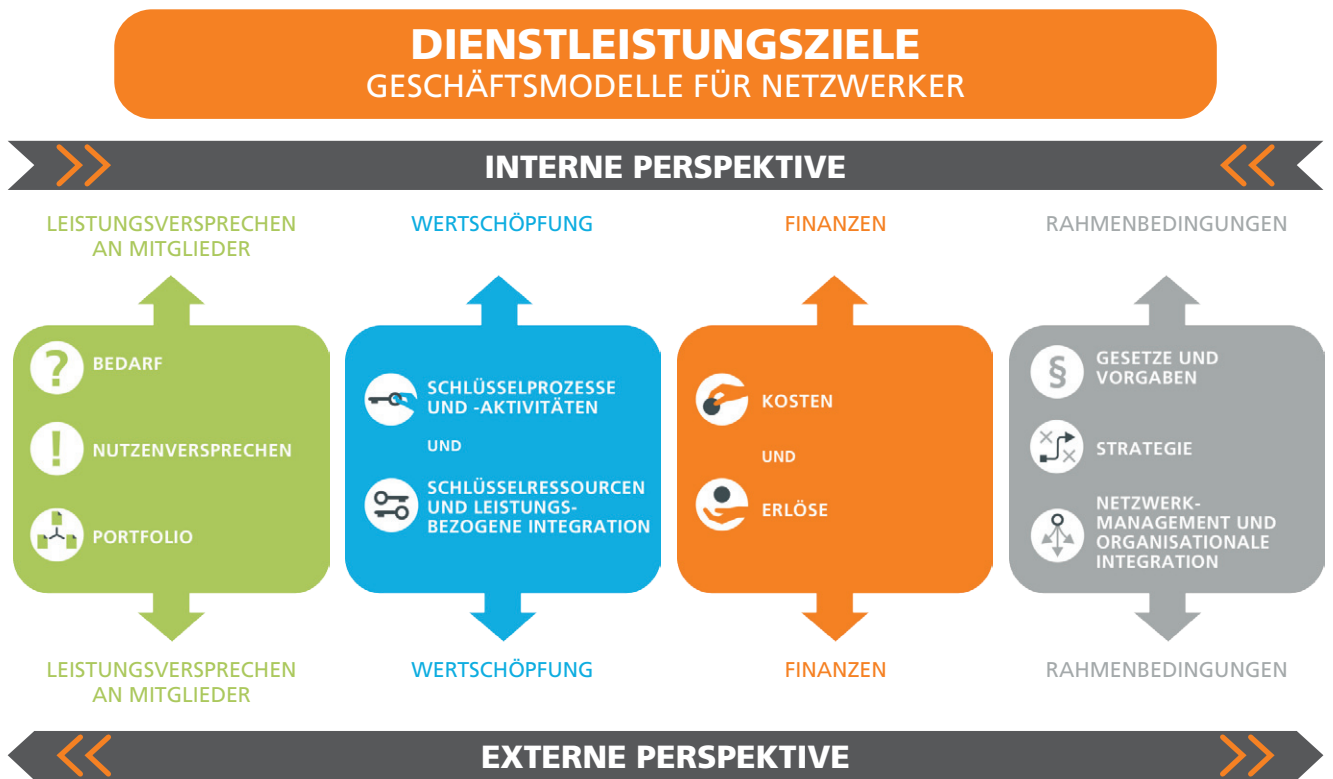 DIENSTLEISTUNGSZIELE
GESCHÄFTSMODELLE FÜR NETZWERKER
INTERNE PERSPEKTIVE
LEISTUNGSVERSPRECHEN
AN MITGLIEDER
WERTSCHÖPFUNG
FINANZEN
RAHMENBEDINGUNGEN
?
BEDARF
!
NUTZENVERSPRECHEN
PORTFOLIO
SCHLÜSSELPROZESSE
UND -AKTIVITÄTEN
UND
SCHLÜSSELRESSOURCEN
UND LEISTUNGS-
BEZOGENE INTEGRATION
KOSTEN
UND
ERLÖSE
§
GESETZE UND
VORGABEN
STRATEGIE
NETZWERK-
MANAGEMENT UND
ORGANISATIONALE
INTEGRATION
LEISTUNGSVERSPRECHEN
AN MITGLIEDER
WERTSCHÖPFUNG
FINANZEN
RAHMENBEDINGUNGEN
EXTERNE PERSPEKTIVE